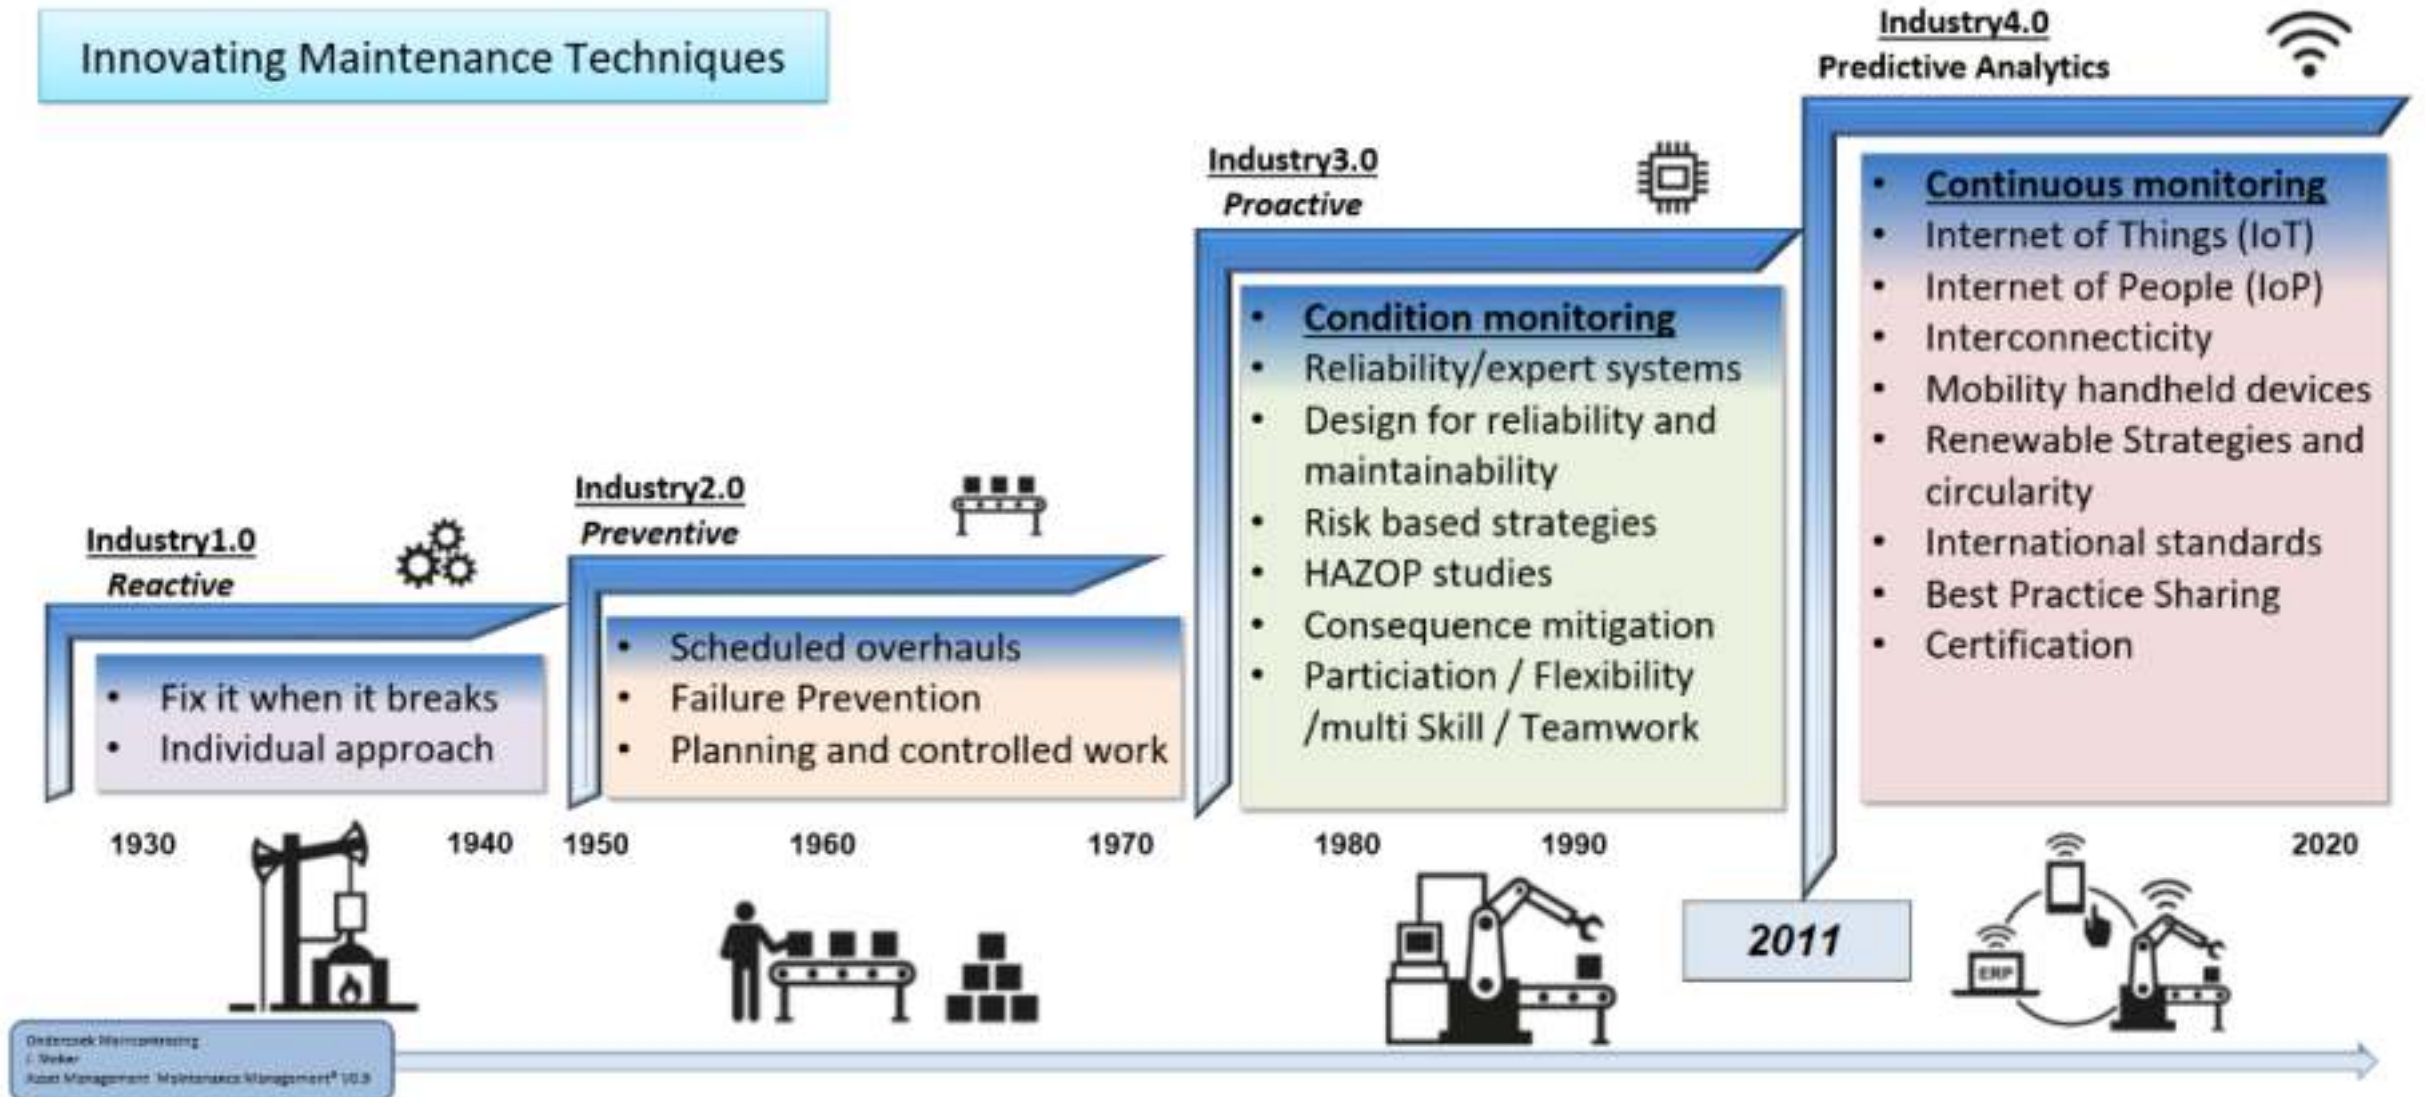 Innovating Maintenance Techniques
Industry1.0
Reactive
Fix it when it breaks
Individual approach
Industry2.0
Preventive
Scheduled overhauls
Failure Prevention
Planning and controlled work
Industry3.0
Proactive
Condition monitoring
Reliability/expert systems
Design for reliability and
maintainability
Risk based strategies
HAZOP studies
Consequence mitigation
Particiation / Flexibility
/multi Skill / Teamwork
Industry4.0
Predictive Analytics
Continuous monitoring
Internet of Things (IoT)
Internet of People (IoP)
Interconnecticity
Mobility handheld devices
Renewable Strategies and
circularity
International standards
Best Practice Sharing
Certification
1930
1940
1950
1960
1970
1980
1990
2011
2020
ERP
Asset Management Maintenance Management